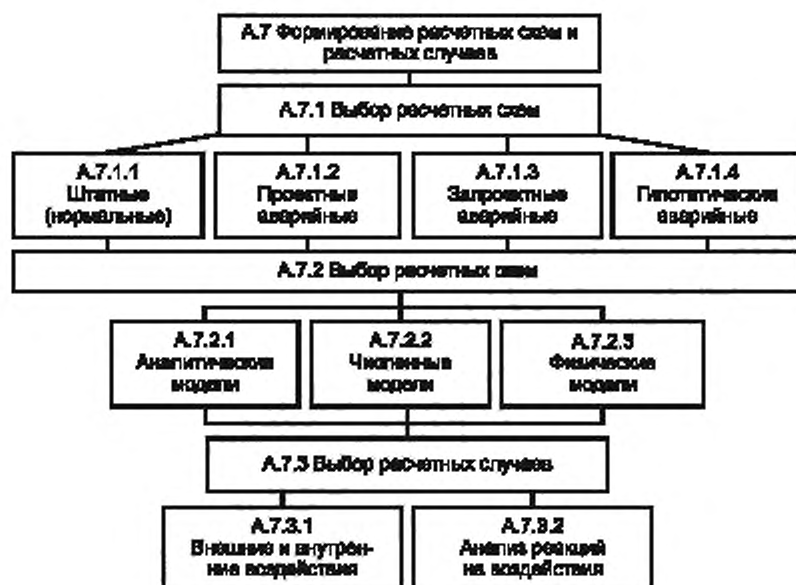 А.7 Формирование расчетных схем и
расчетных случаев
А.7.1 Выбор расчетных схем
А.7.1.1
Штатные
(нормальные)
А.7.1.2
Проектные
аварийные
А.7.1.3
Запроектные
аварийные
А.7.1.4
Гипотетические
аварийные
А.7.2 Выбор расчетных схем
А.7.2.1
Аналитические
модели
А.7.2.2
Численные
модели
А.7.2.3
Физические
модели
А.7.3 Выбор расчетных случаев
А.7.3.1
Внешние и внутрен-
ние воздействия
А.7.3.2
Анализ реакций
на воздействия